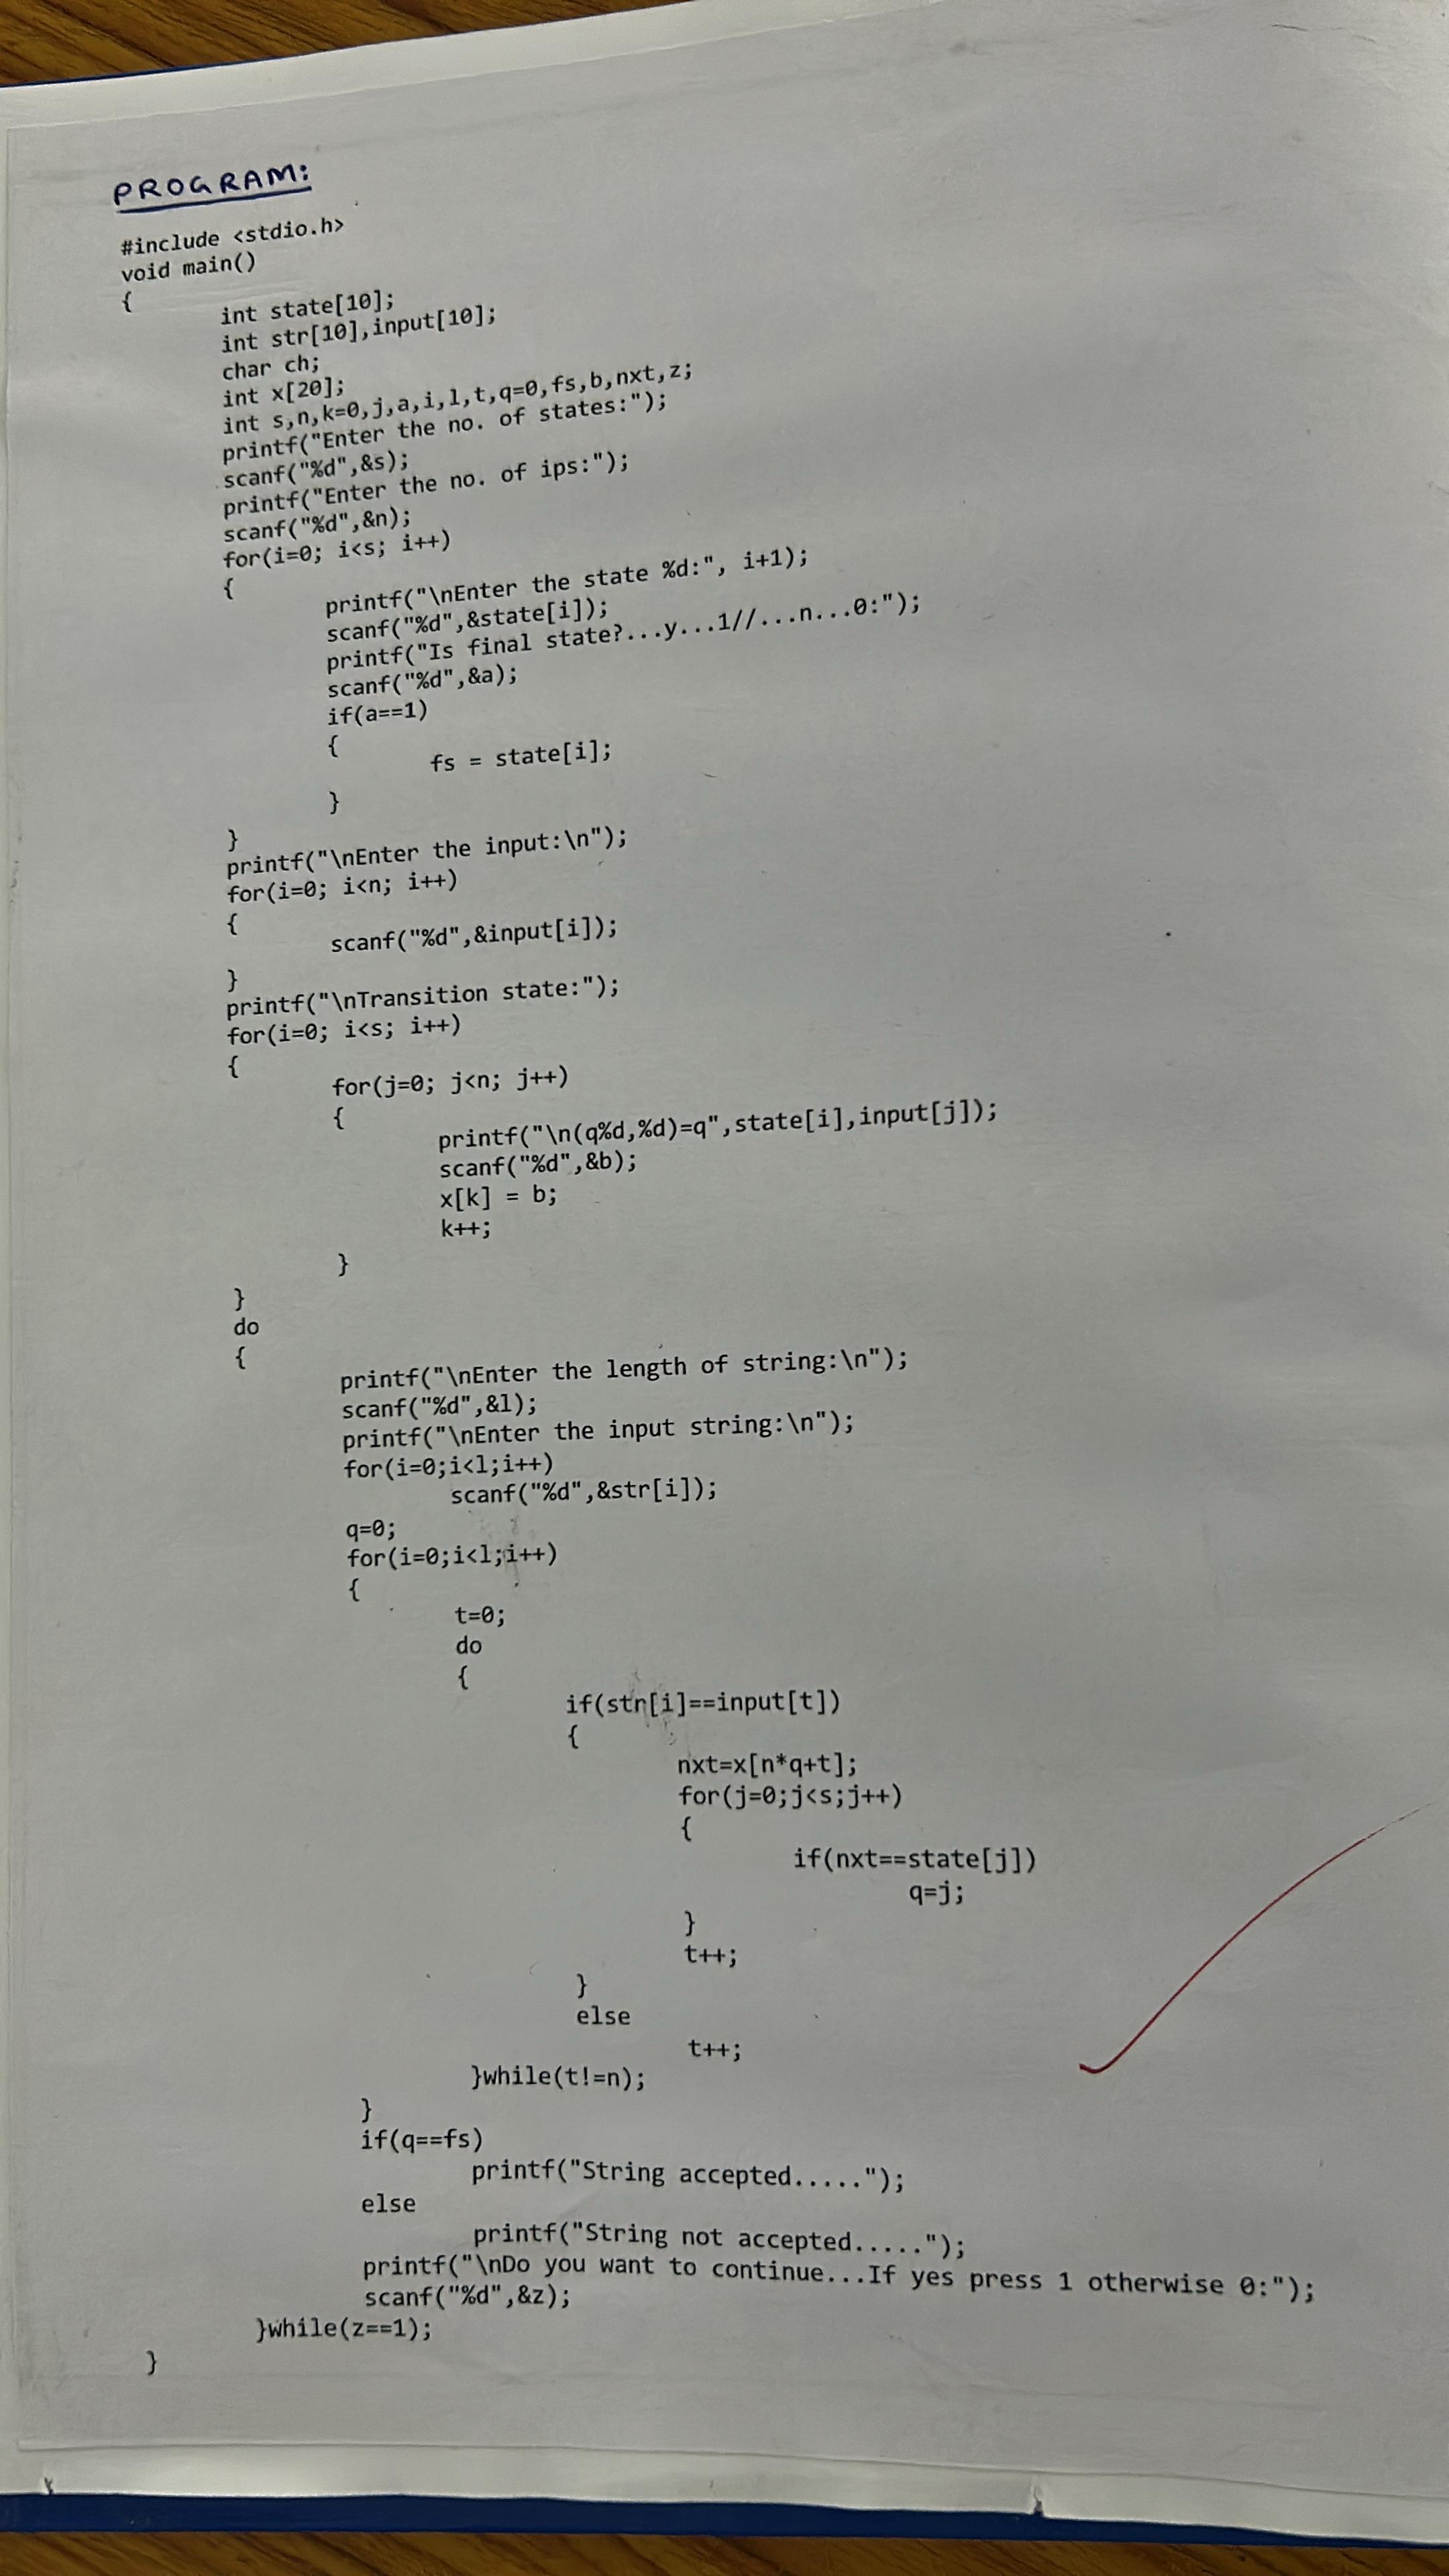 PROGRAM:
#include <stdio.h>
void main()
{
int state[10];
int str[10],input[10];
char ch;
int x[20];
int s,n,k=0,j,a,i,l,t,q=0,fs,b,nxt,z;
printf("Enter the no. of states:");
scanf("%d",&s);
printf("Enter the no. of ips:");
scanf("%d",&n);
for(i=0; i<s; i++)
{
printf("\nEnter the state %d:", i+1);
scanf("%d",&state[i]);
printf("Is final state?...y...1//...n...0:");
scanf("%d",&a);
if(a==1)
{
fs = state[i];
}
}
printf("\nEnter the input:\n");
for(i=0; i<n; i++)
{
scanf("%d",&input[i]);
}
printf("\nTransition state:");
for(i=0; i<s; i++)
{
for(j=0; j<n; j++)
{
printf("\n(q%d,%d)=q",state[i],input[j]);
scanf("%d",&b);
x[k] = b;
k++;
}
}
do
{
printf("\nEnter the length of string:\n");
scanf("%d",&l);
printf("\nEnter the input string:\n");
for(i=0;i<l;i++)
scanf("%d",&str[i]);
q=0;
for(i=0;i<l;i++)
{
t=0;
do
{
if(str[i]==input[t])
{
nxt=x[n*q+t];
for(j=0;j<s;j++)
{
if(nxt==state[j])
q=j;
}
t++;
}
else
t++;
}while(t!=n);
}
if(q==fs)
printf("String accepted.....");
else
printf("String not accepted.....");
printf("\nDo you want to continue...If yes press 1 otherwise 0:");
scanf("%d",&z);
}while(z==1);
}